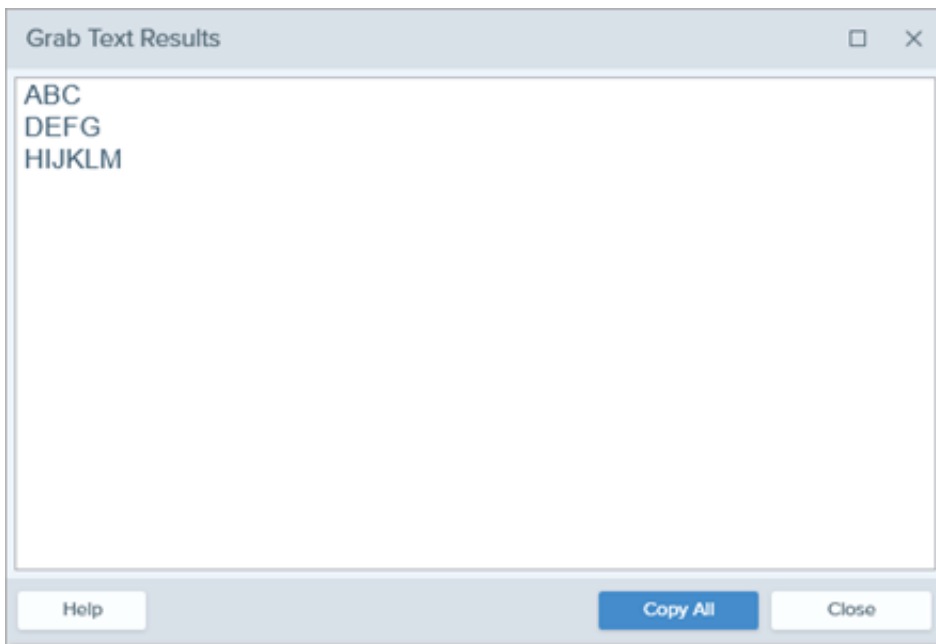 Grab Text Results
ABC
DEFG
HIJKLM
Help Copy All Close